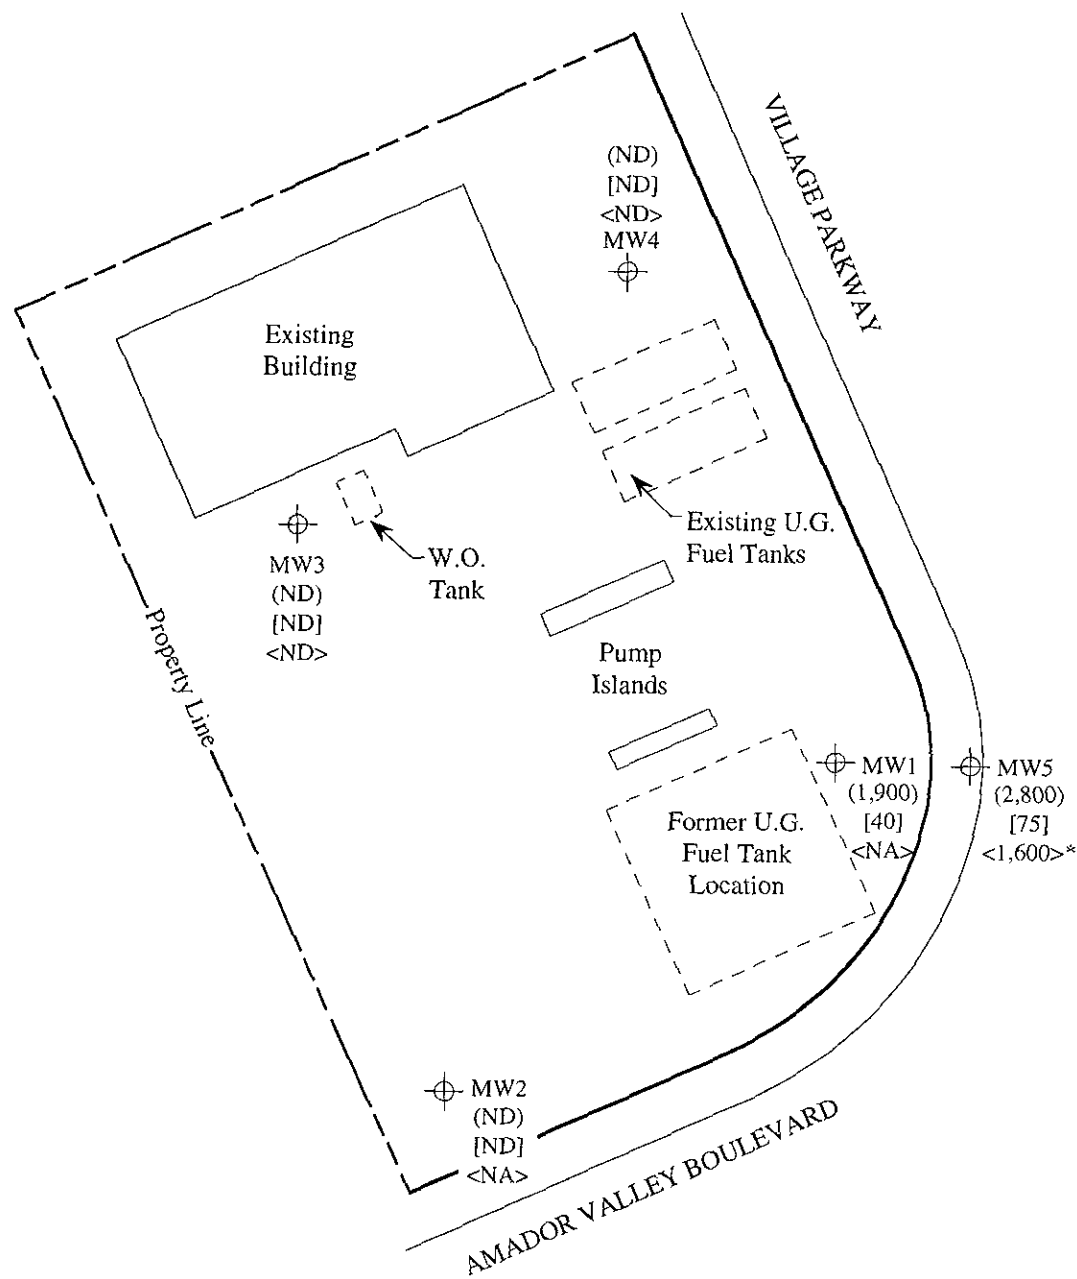 (ND)
[ND]
<ND>
MW4
VILLAGE PARKWAY
Existing
Building
Existing U.G.
Fuel Tanks
W.O.
Tank
MW3
(ND)
[ND]
<ND>
Property Line
Pump
Islands
MW1
(1,900)
[40]
<NA>
MW5
(2,800)
[75]
<1,600>*
Former U.G.
Fuel Tank
Location
MW2
(ND)
[ND]
<NA>
AMADOR VALLEY BOULEVARD